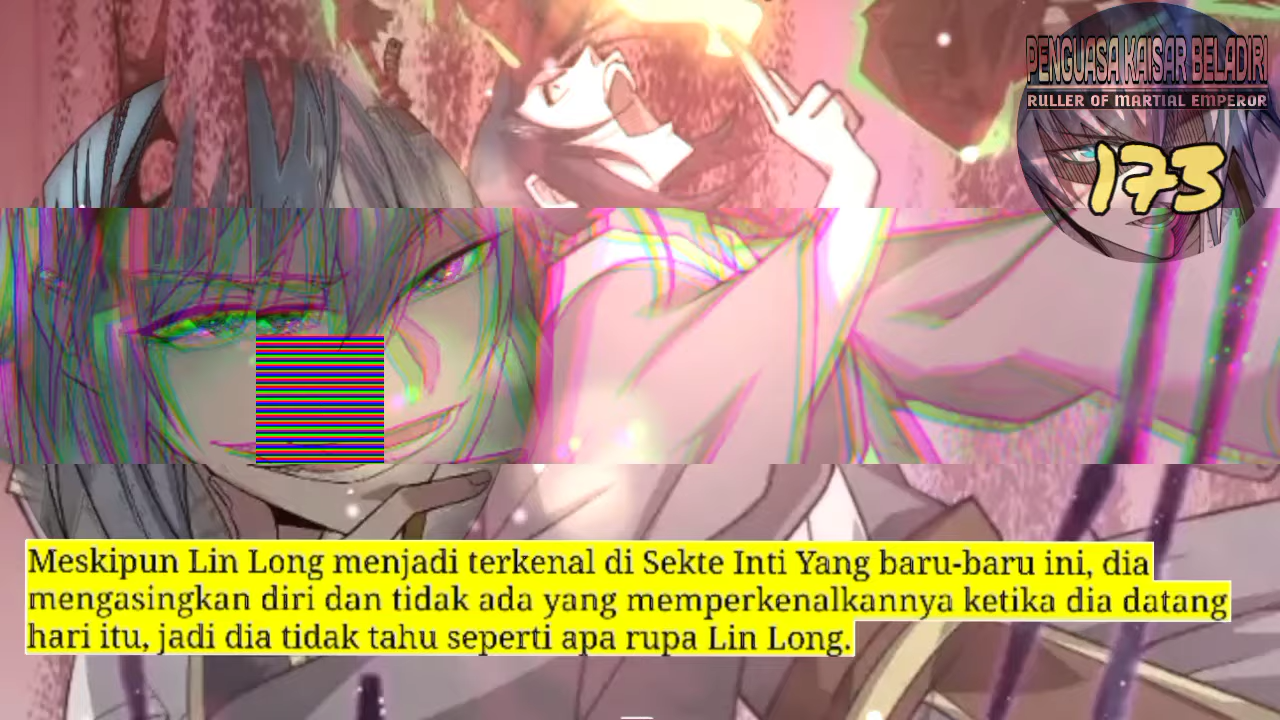 PENGUASA KAISAR BELADIRI
RULLER OF MARTIAL EMPEROR
173
Meskipun Lin Long menjadi terkenal di Sekte Inti Yang baru-baru ini, dia
mengasingkan diri dan tidak ada yang memperkenalkannya ketika dia datang
hari itu, jadi dia tidak tahu seperti apa rupa Lin Long.